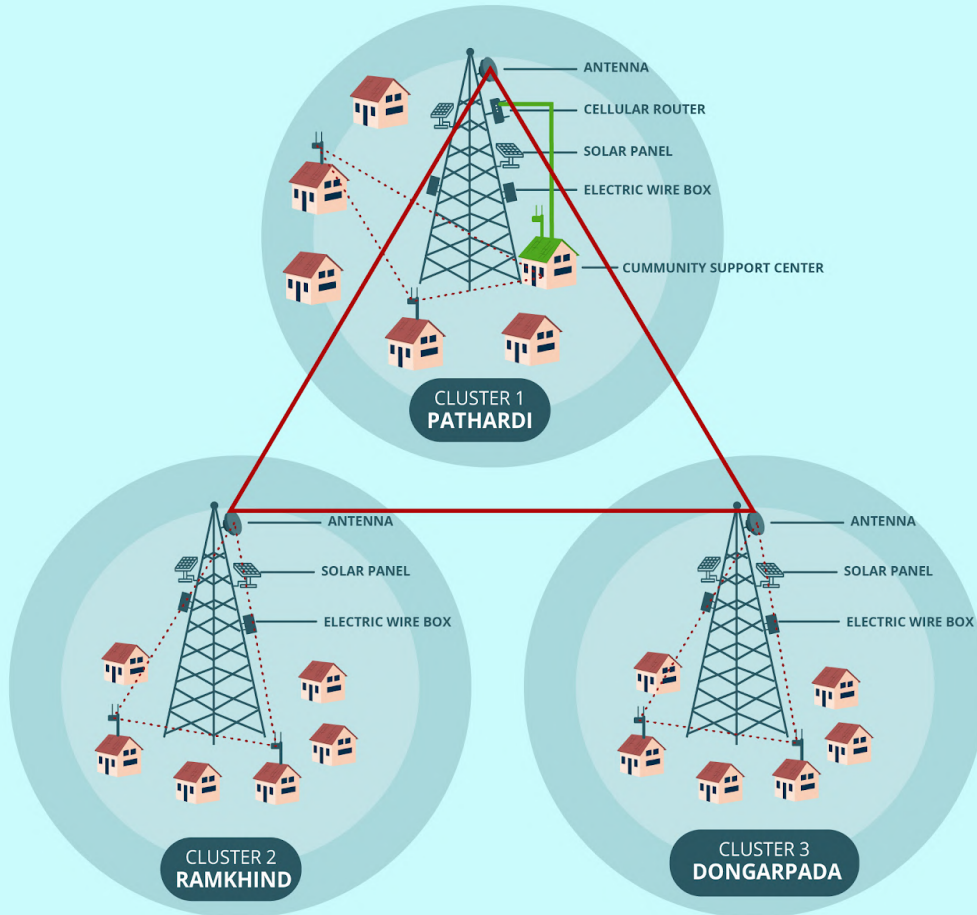 ANTENNA
CELLULAR ROUTER
SOLAR PANEL
ELECTRIC WIRE BOX
CUMMUNITY SUPPORT CENTER
CLUSTER 1
PATHARDI
ANTENNA
SOLAR PANEL
ELECTRIC WIRE BOX
CLUSTER 2
RAMKHIND
ANTENNA
SOLAR PANEL
ELECTRIC WIRE BOX
CLUSTER 3
DONGARPADA